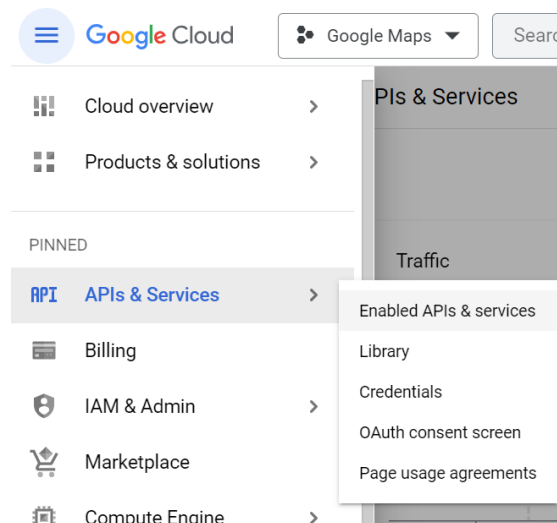 Google Cloud
Google Maps
Searc
Cloud overview
PIs & Services
Products & solutions
PINNED
Traffic
API APIs & Services
Enabled APIs & services
Billing
Library
Credentials
IAM & Admin
OAuth consent screen
Marketplace
Page usage agreements
Compute Engine